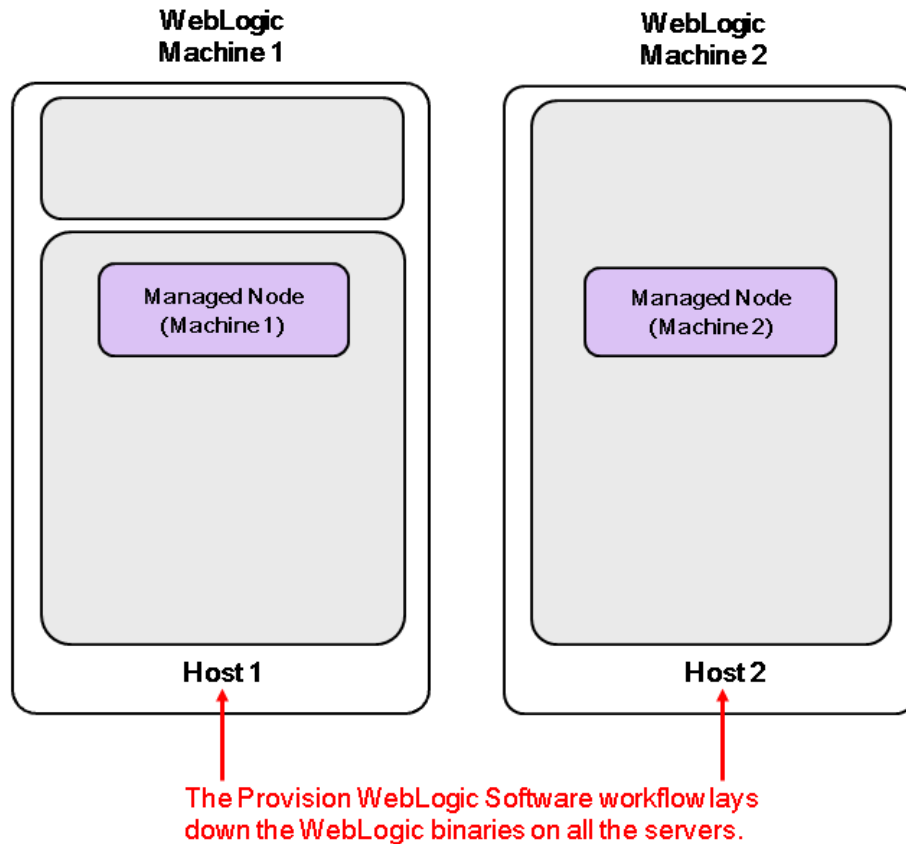 WebLogic
Machine 1
WebLogic
Machine 2
Managed Node
(Machine 1)
Managed Node
(Machine 2)
Host 1
Host 2
The Provision WebLogic Software workflow lays
down the WebLogic binaries on all the servers.